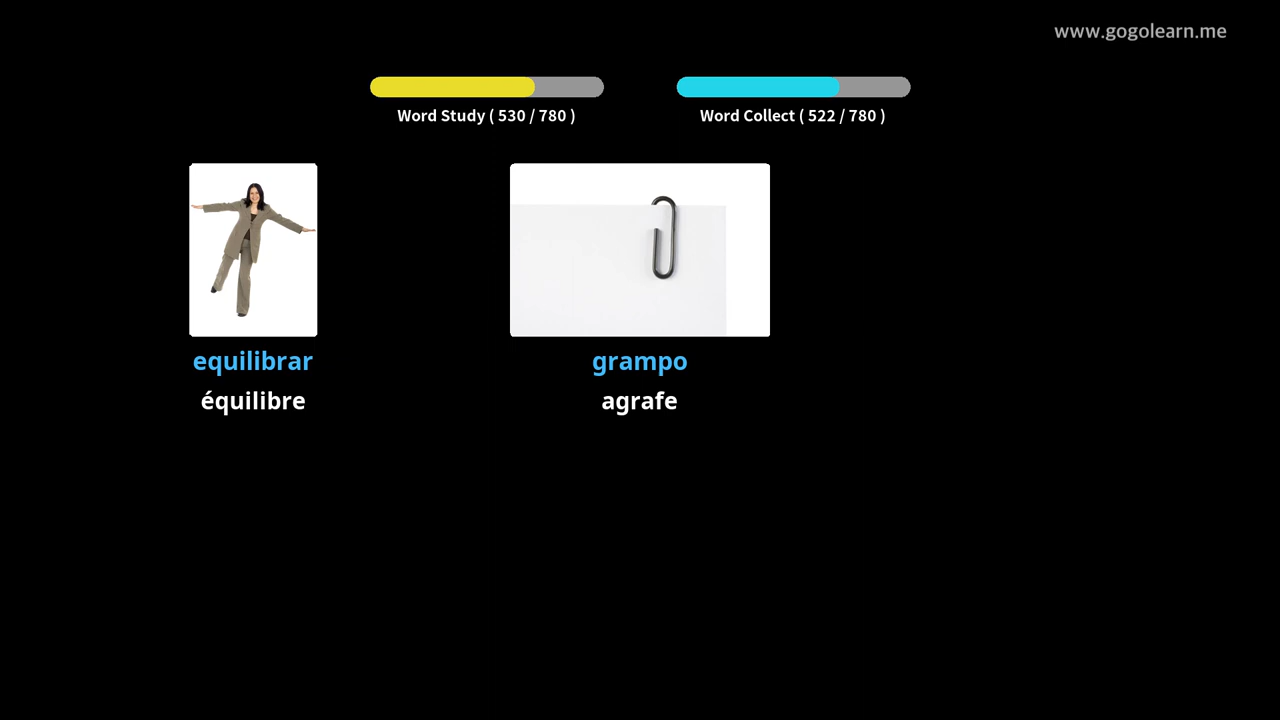 www.gogolearn.me
Word Study ( 530 / 780 )
Word Collect ( 522 / 780 )
equilibrar
équilibre
grampo
agrafe